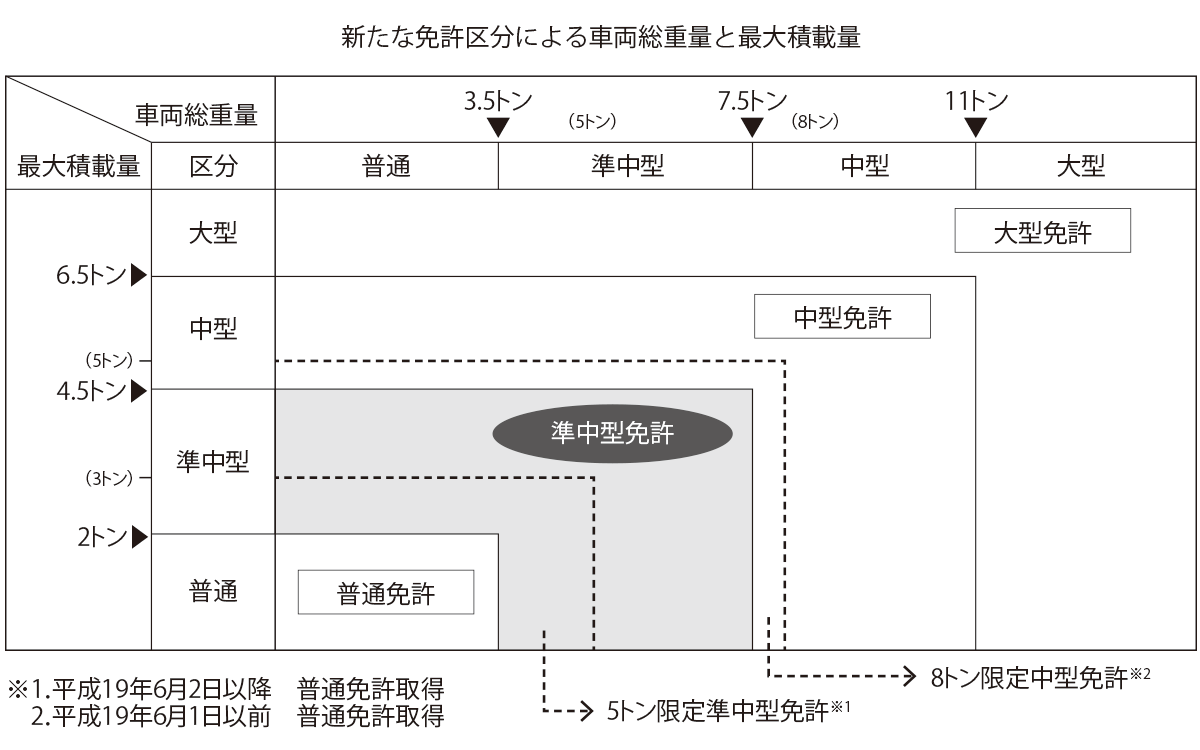 新たな免許区分による車両総重量と最大積載量
車両総重量
3.5トン
(5トン)
7.5トン
(8トン)
11トン
最大積載量
区分
普通
準中型
中型
大型
大型
大型免許
6.5トン
中型
中型免許
(5トン)
4.5トン
準中型免許
準中型
(3トン)
2トン
普通
普通免許
8トン限定中型免許※2
5トン限定準中型免許※1
※1.平成19年6月2日以降 普通免許取得
2.平成19年6月1日以前 普通免許取得